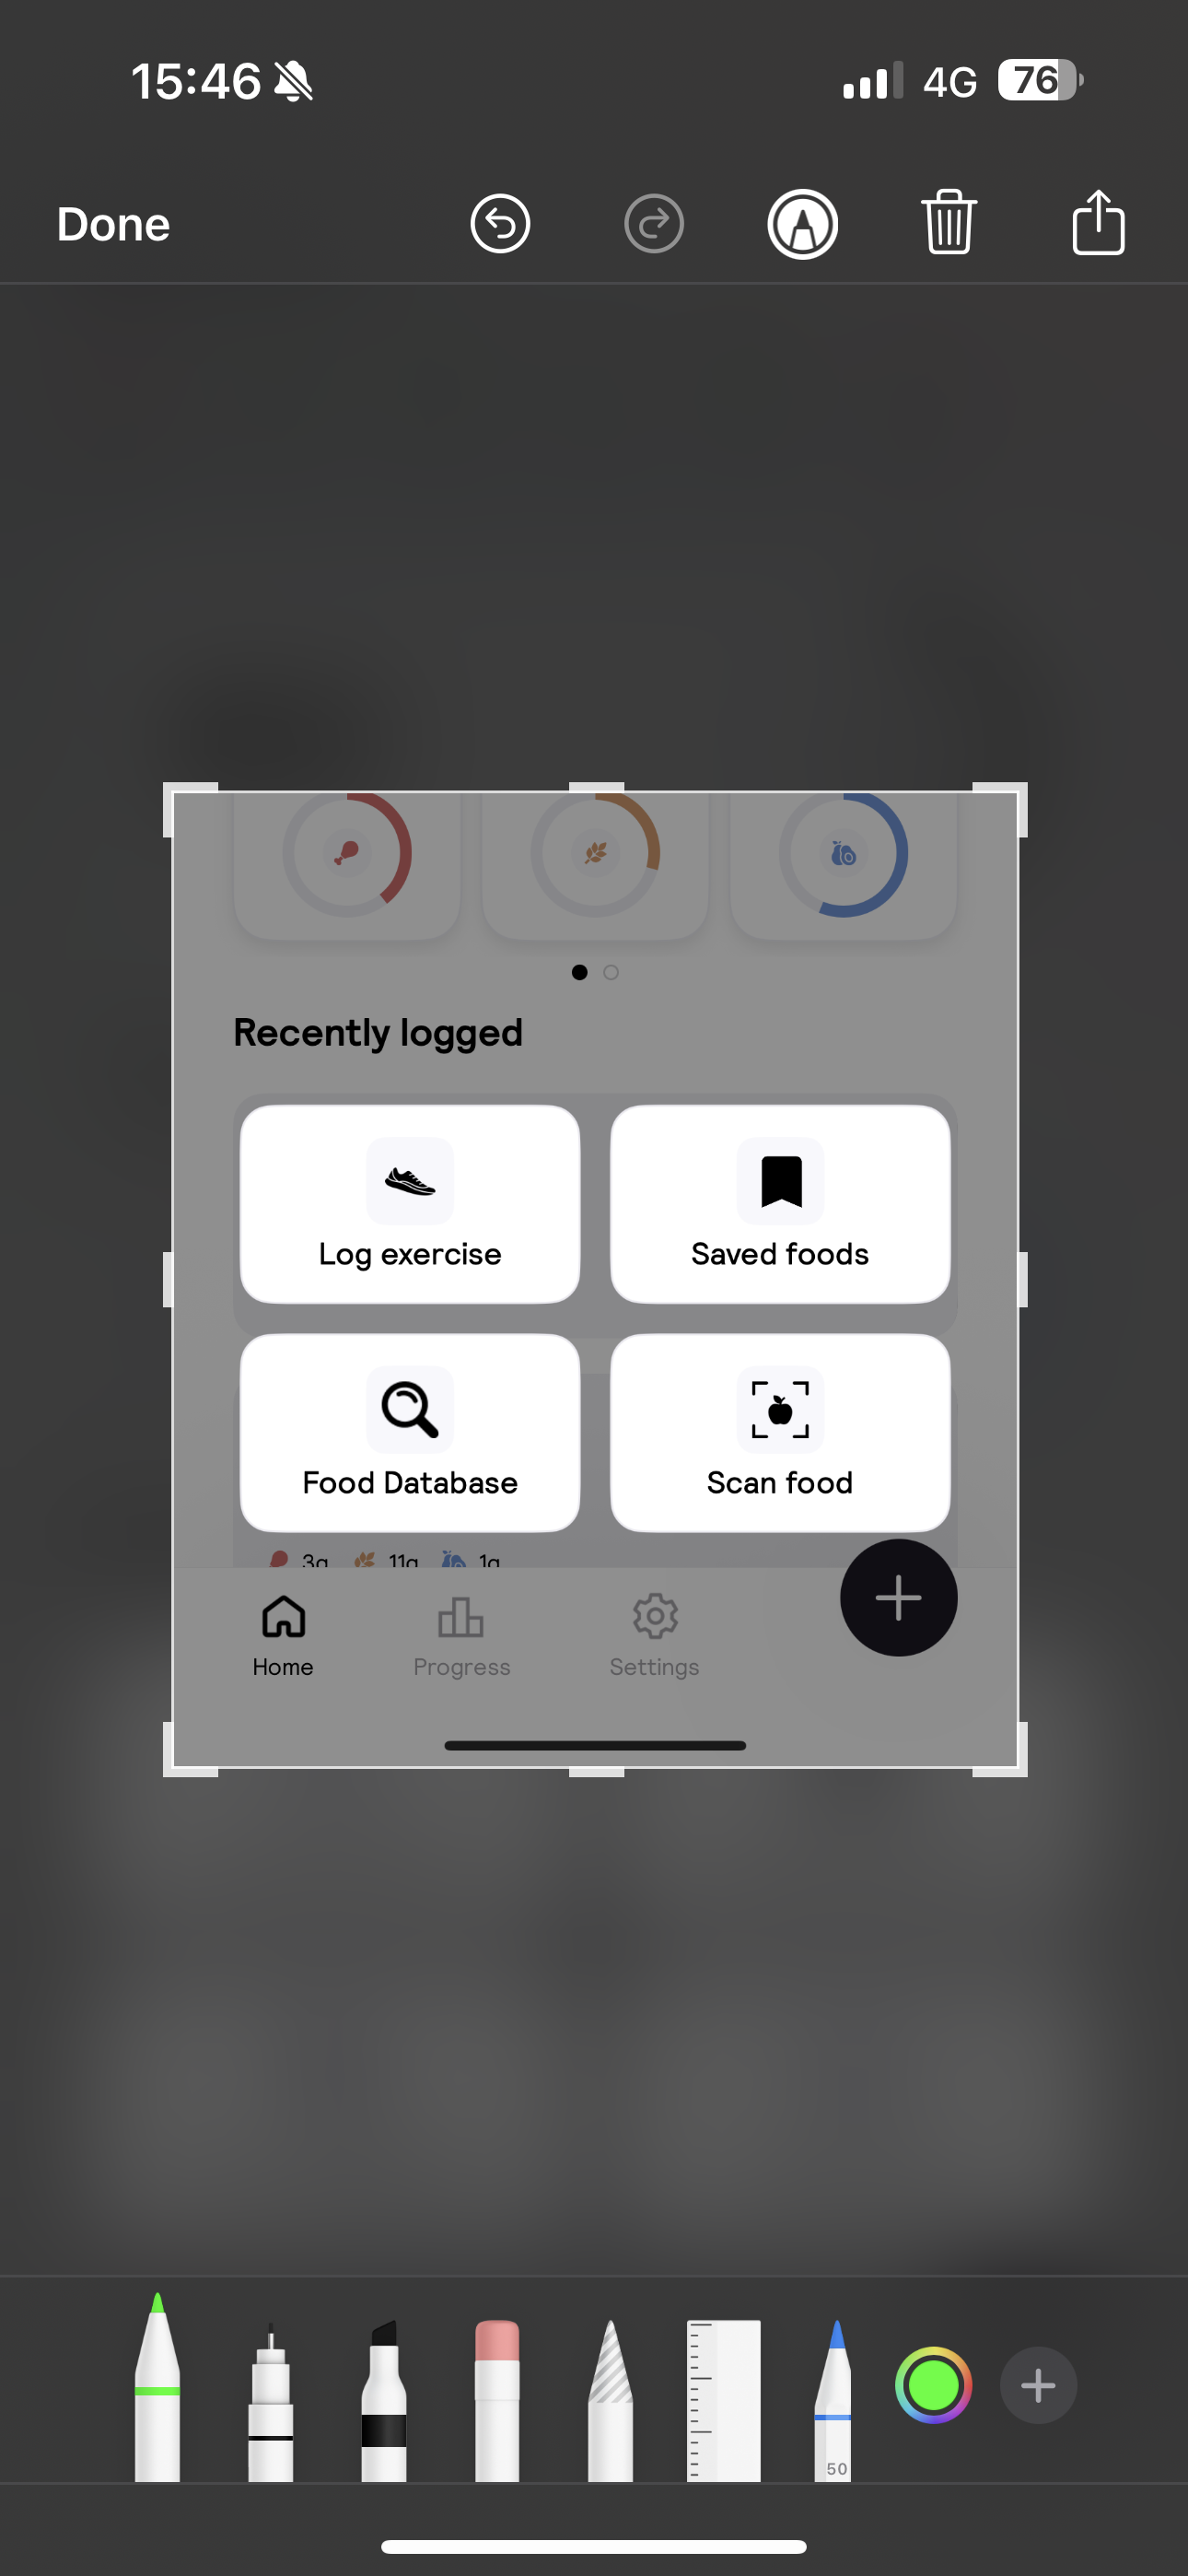 15:46
4G
76
Done
Recently logged
Log exercise
Saved foods
Food Database
Scan food
3g 11g 1g
Home
Progress
Settings
50